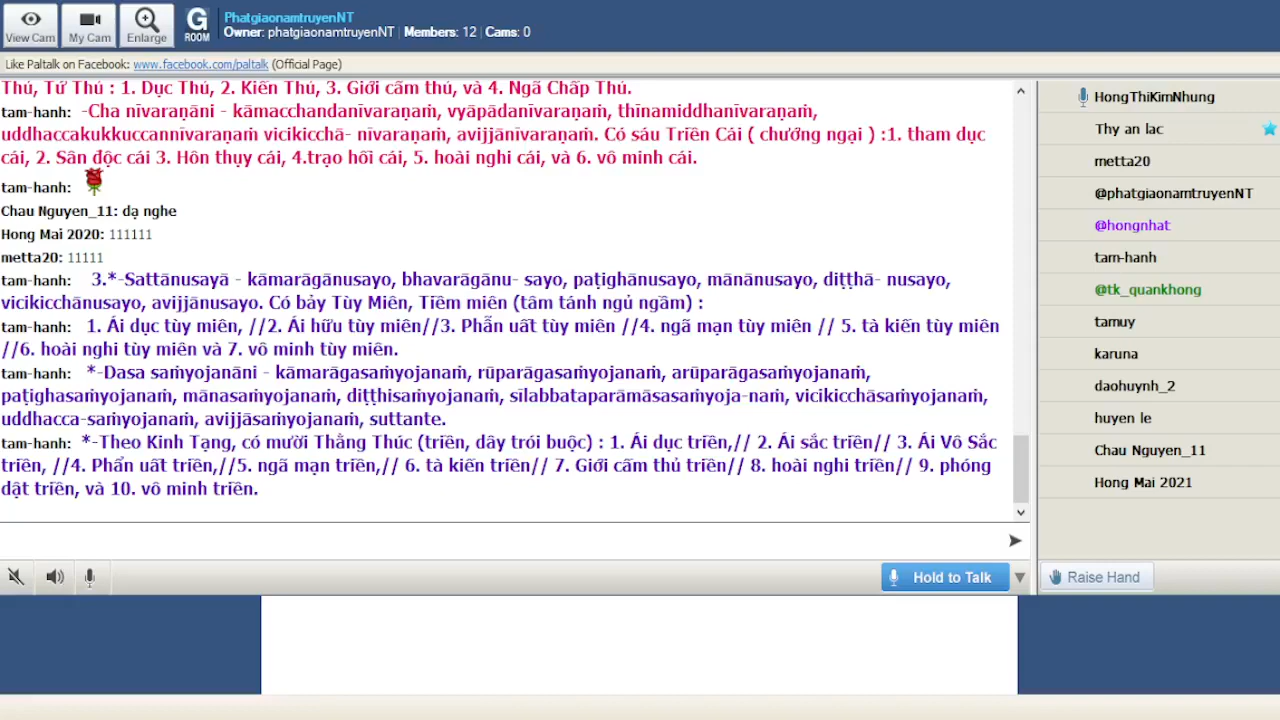 View Cam
My Cam
Enlarge
G
ROOM
PhatgiaonamtruyenNT
Owner: phatgiaonamtruyenNT | Members: 12 | Cams: 0
Like Paltalk on Facebook: www.facebook.com/paltalk (Official Page)
Thủ, Tứ Thủ : 1. Dục Thủ, 2. Kiến Thủ, 3. Giới cấm thủ, và 4. Ngã Chấp Thủ.
tam-hanh: -Cha nīvaraṇāni - kāmacchandanīvaraṇaṁ, vyāpādanīvaraṇaṁ, thīnamiddhanīvaraṇaṁ,
uddhaccakukkuccannīvaraṇaṁ vicikicchā- nīvaraṇaṁ, avijjānīvaraṇaṁ. Có sáu Triền Cái ( chướng ngại ) :1. tham dục
cái, 2. Sân độc cái 3. Hôn thụy cái, 4.trạo hối cái, 5. hoài nghi cái, và 6. vô minh cái.
tam-hanh:
Chau Nguyen_11: dạ nghe
Hong Mai 2020: 111111
metta20: 11111
tam-hanh: 3.*-Sattānusayā - kāmarāgānusayo, bhavarāgānu- sayo, paṭighānusayo, mānānusayo, diṭṭhā- nusayo,
vicikicchānusayo, avijjānusayo. Có bảy Tùy Miên, Tiềm miên (tâm tánh ngủ ngầm) :
tam-hanh: 1. Ái dục tùy miên, //2. Ái hữu tùy miên//3. Phẫn uất tùy miên //4. ngã mạn tùy miên // 5. tà kiến tùy miên
//6. hoài nghi tùy miên và 7. vô minh tùy miên.
tam-hanh: *-Dasa saṁyojanāni - kāmarāgasaṁyojanaṁ, rūparāgasaṁyojanaṁ, arūparāgasaṁyojanaṁ,
paṭighasaṁyojanaṁ, mānasaṁyojanaṁ, diṭṭhisaṁyojanaṁ, sīlabbataparāmāsasaṁyoja-naṁ, vicikicchāsaṁyojanaṁ,
uddhacca-saṁyojanaṁ, avijjāsaṁyojanaṁ, suttante.
tam-hanh: *-Theo Kinh Tạng, có mười Thằng Thúc (triền, dây trói buộc) : 1. Ái dục triền,// 2. Ái sắc triền// 3. Ái Vô Sắc
triền, //4. Phẩn uất triền,//5. ngã mạn triền,// 6. tà kiến triền// 7. Giới cấm thủ triền// 8. hoài nghi triền// 9. phóng
dật triền, và 10. vô minh triền.
Hold to Talk
HongThiKimNhung
Thy an lac
metta20
@phatgiaonamtruyenNT
@hongnhat
tam-hanh
@tk_quankhong
tamuy
karuna
daohuynh_2
huyen le
Chau Nguyen_11
Hong Mai 2021
Raise Hand